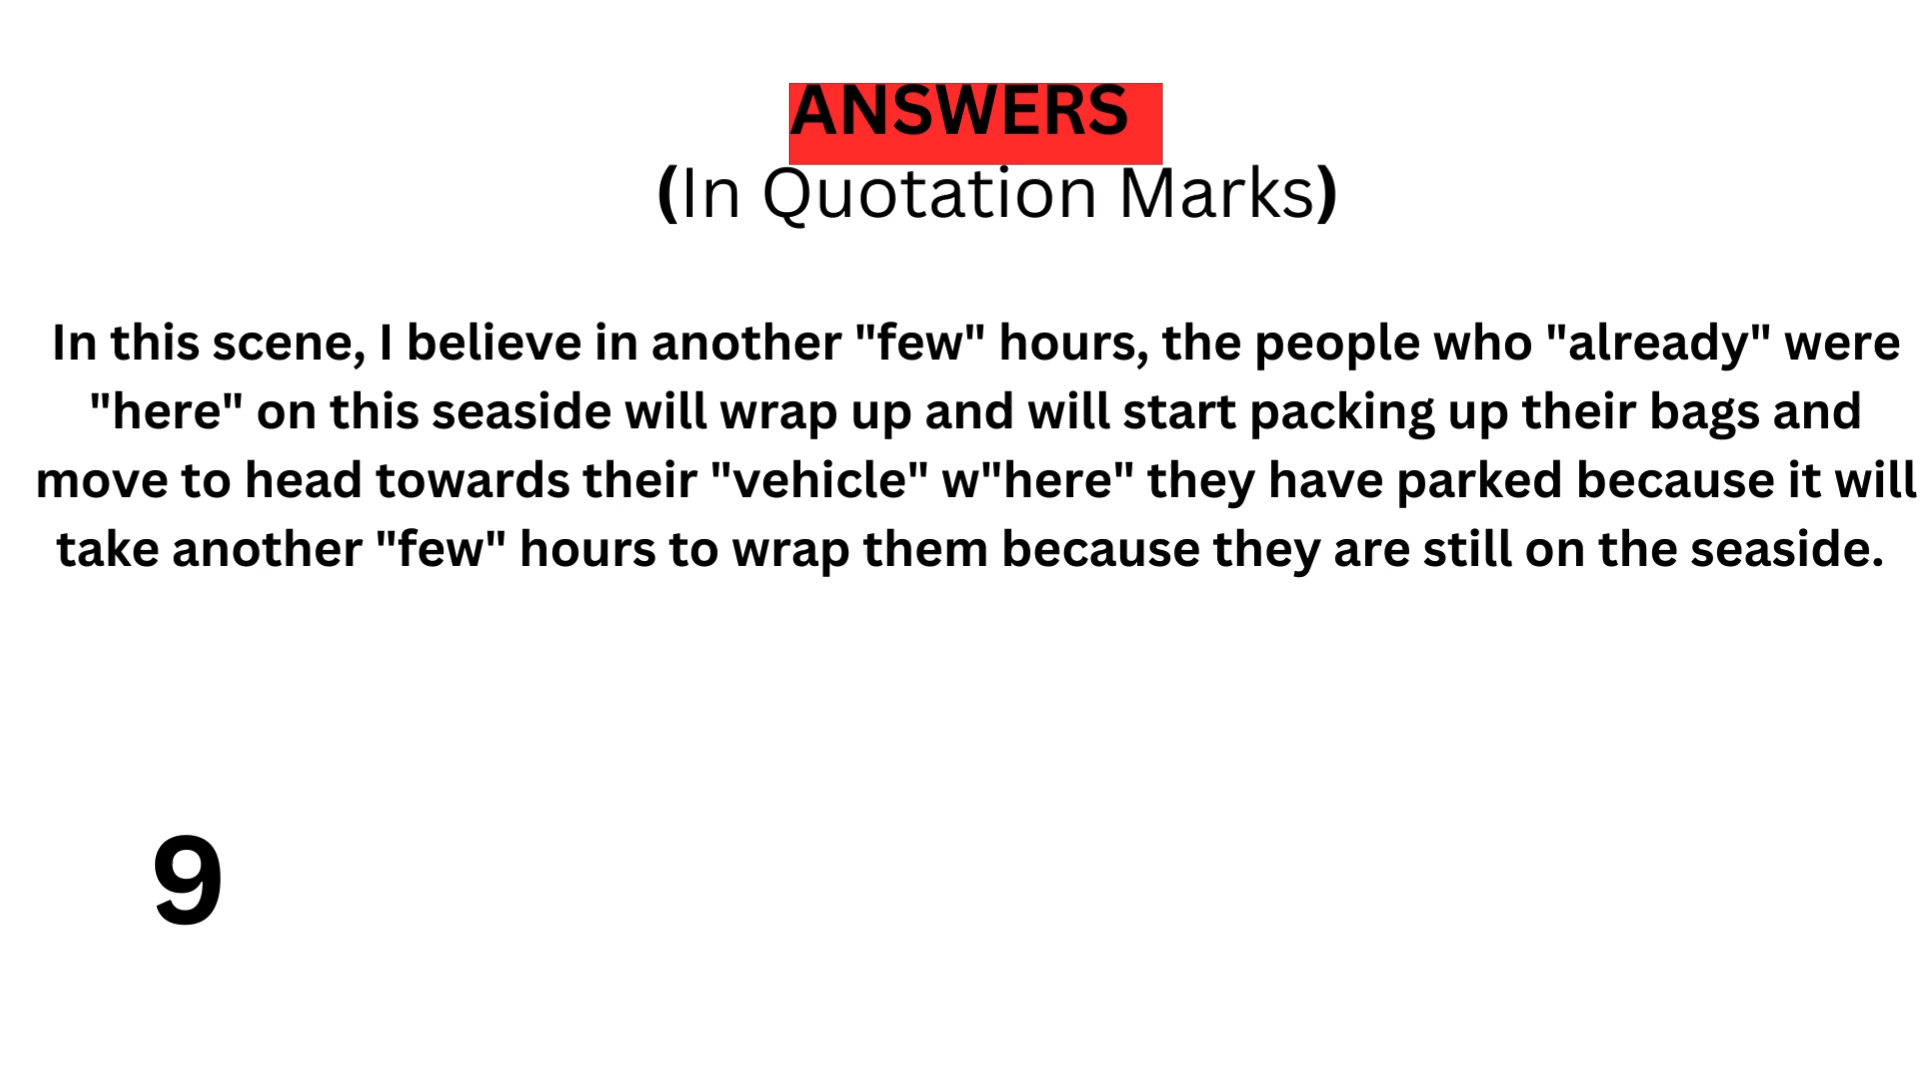 ANSWERS
(In Quotation Marks)
In this scene, I believe in another "few" hours, the people who "already" were
"here" on this seaside will wrap up and will start packing up their bags and
move to head towards their "vehicle" w"here" they have parked because it will
take another "few" hours to wrap them because they are still on the seaside.
9